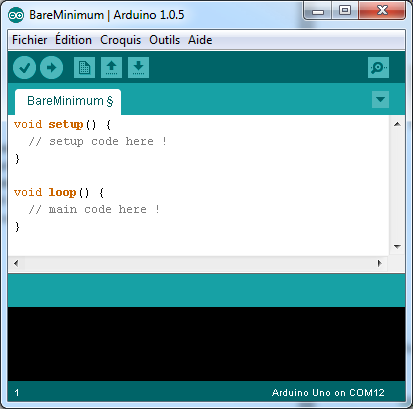 BareMinimum | Arduino 1.0.5
Fichier Édition Croquis Outils Aide
BareMinimum §
void setup() {
  // setup code here !
}
void loop() {
  // main code here !
}
1 Arduino Uno on COM12